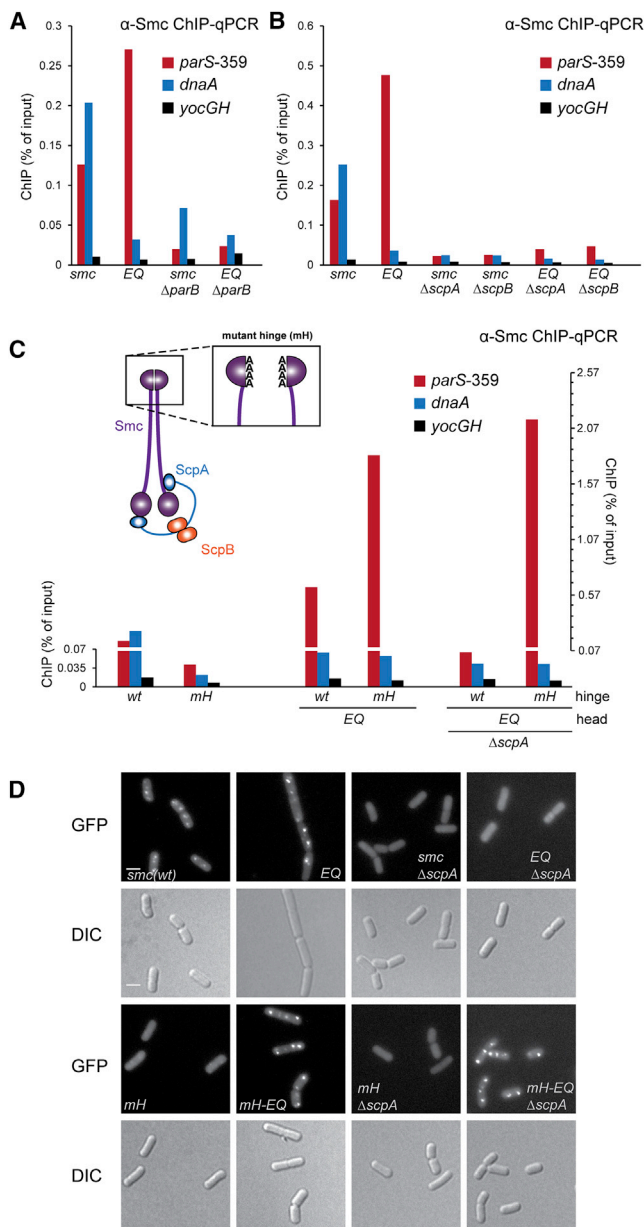 A
α-Smc ChIP-qPCR
ChIP (% of input)
0.3
0.25
0.2
0.15
0.1
0.05
0
parS-359
dnaA
yocGH
smc
EQ
smc ΔparB
EQ ΔparB
B
α-Smc ChIP-qPCR
ChIP (% of input)
0.6
0.5
0.4
0.3
0.2
0.1
0
parS-359
dnaA
yocGH
smc
EQ
smc ΔscpA
smc ΔscpB
EQ ΔscpA
EQ ΔscpB
C
α-Smc ChIP-qPCR
mutant hinge (mH)
A A
A A
A A
A A
Smc
ScpA
ScpB
parS-359
dnaA
yocGH
2.57
2.07
1.57
1.07
0.57
0.07
ChIP (% of input)
ChIP (% of input)
0.07
0.035
0
wt mH wt mH wt mH hinge
EQ EQ head
ΔscpA
D
GFP
smc(wt)
EQ
smc ΔscpA
EQ ΔscpA
DIC
GFP
mH
mH-EQ
mH ΔscpA
mH-EQ ΔscpA
DIC